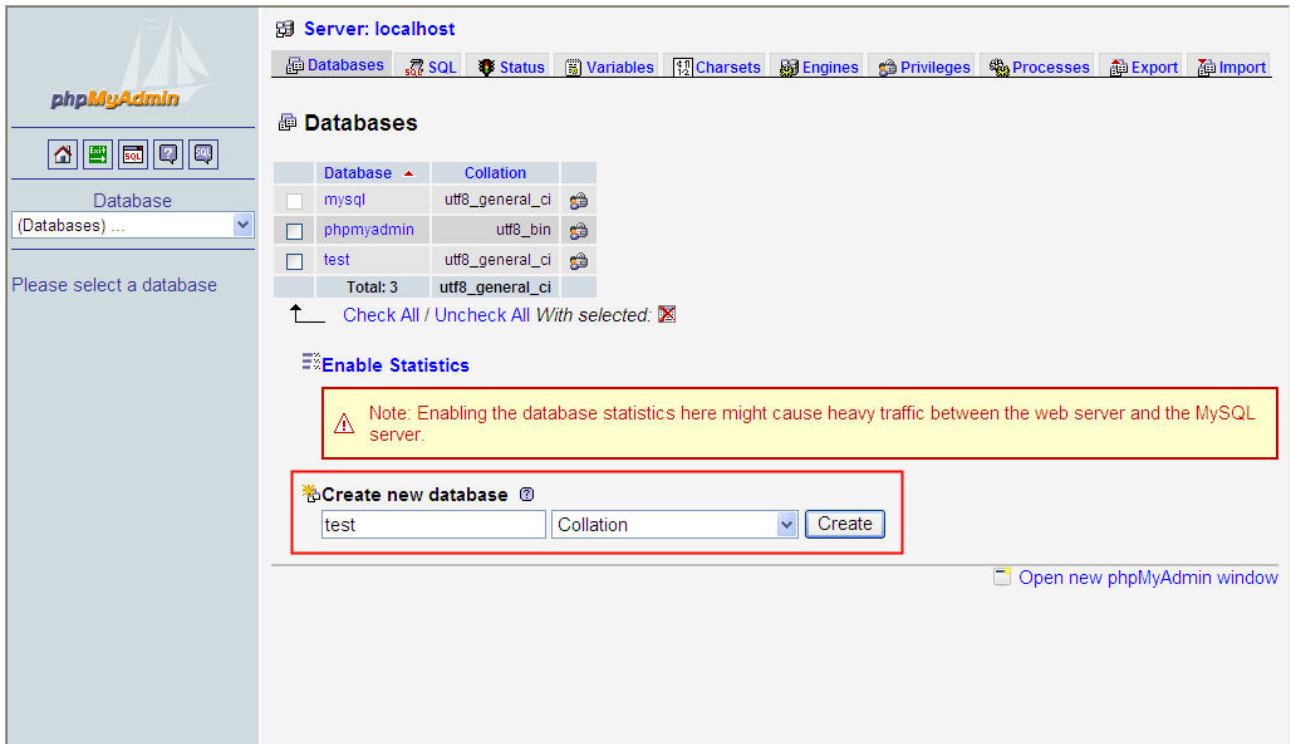 phpMyAdmin
SQL
SQL
Database
(Databases) ...
Please select a database
Server: localhost
Databases SQL Status Variables Charsets Engines Privileges Processes Export Import
Databases
Database Collation
mysql utf8_general_ci
phpmyadmin utf8_bin
test utf8_general_ci
Total: 3 utf8_general_ci
Check All / Uncheck All With selected:
Enable Statistics
Note: Enabling the database statistics here might cause heavy traffic between the web server and the MySQL
server.
Create new database
test Collation Create
Open new phpMyAdmin window